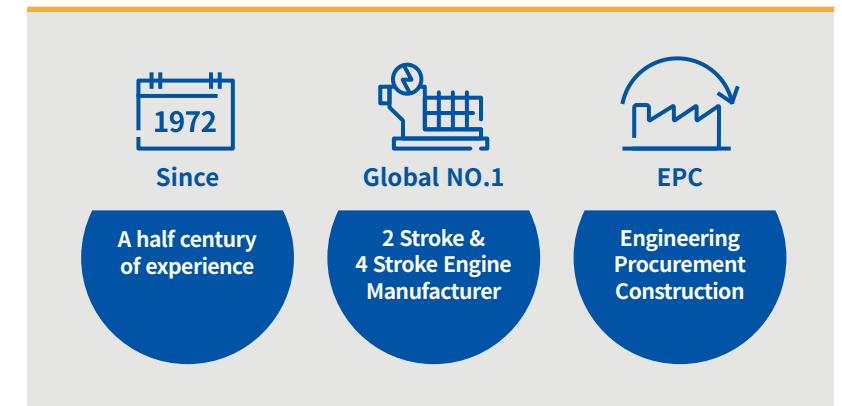 1972
Since
A half century
of experience
Global NO.1
2 Stroke &
4 Stroke Engine
Manufacturer
EPC
Engineering
Procurement
Construction